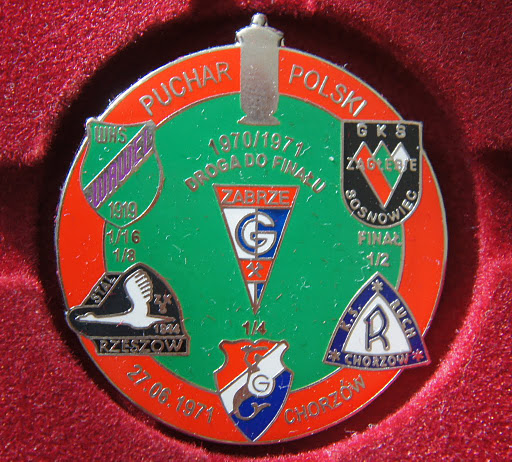 PUCHAR POLSKI
1970/1971
DROGA DO FINAŁU
WKS
WAWEL
1919
1/16
1/8
GKS
ZAGŁĘBIE
SOSNOWIEC
FINAŁ
1/2
ZABRZE
G
STAL
ZKS
1944
RZESZÓW
1/4
G
K.S. RUCH
R
CHORZÓW
27.06.1971 CHORZÓW